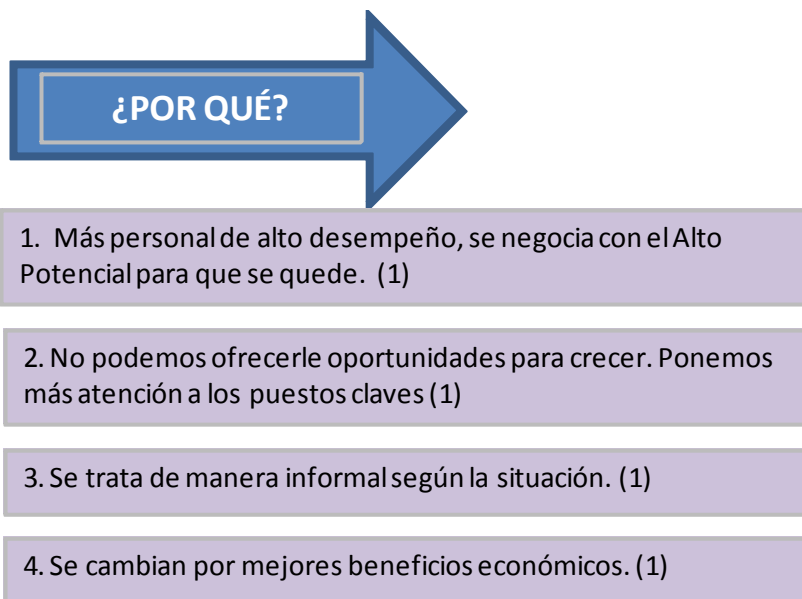 ¿POR QUÉ?
1. Más personal de alto desempeño, se negocia con el Alto
Potencial para que se quede. (1)
2. No podemos ofrecerle oportunidades para crecer. Ponemos
más atención a los puestos claves (1)
3. Se trata de manera informal según la situación. (1)
4. Se cambian por mejores beneficios económicos. (1)